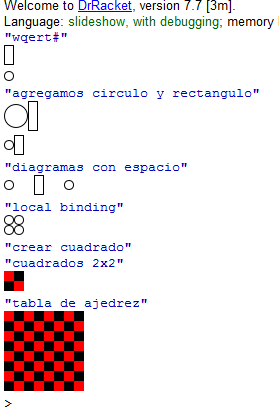 Welcome to DrRacket, version 7.7 [3m].
Language: slideshow, with debugging; memory
"wqert#"
"agregamos circulo y rectangulo"
"diagramas con espacio"
"local binding"
"crear cuadrado"
"cuadrados 2x2"
"tabla de ajedrez"
>